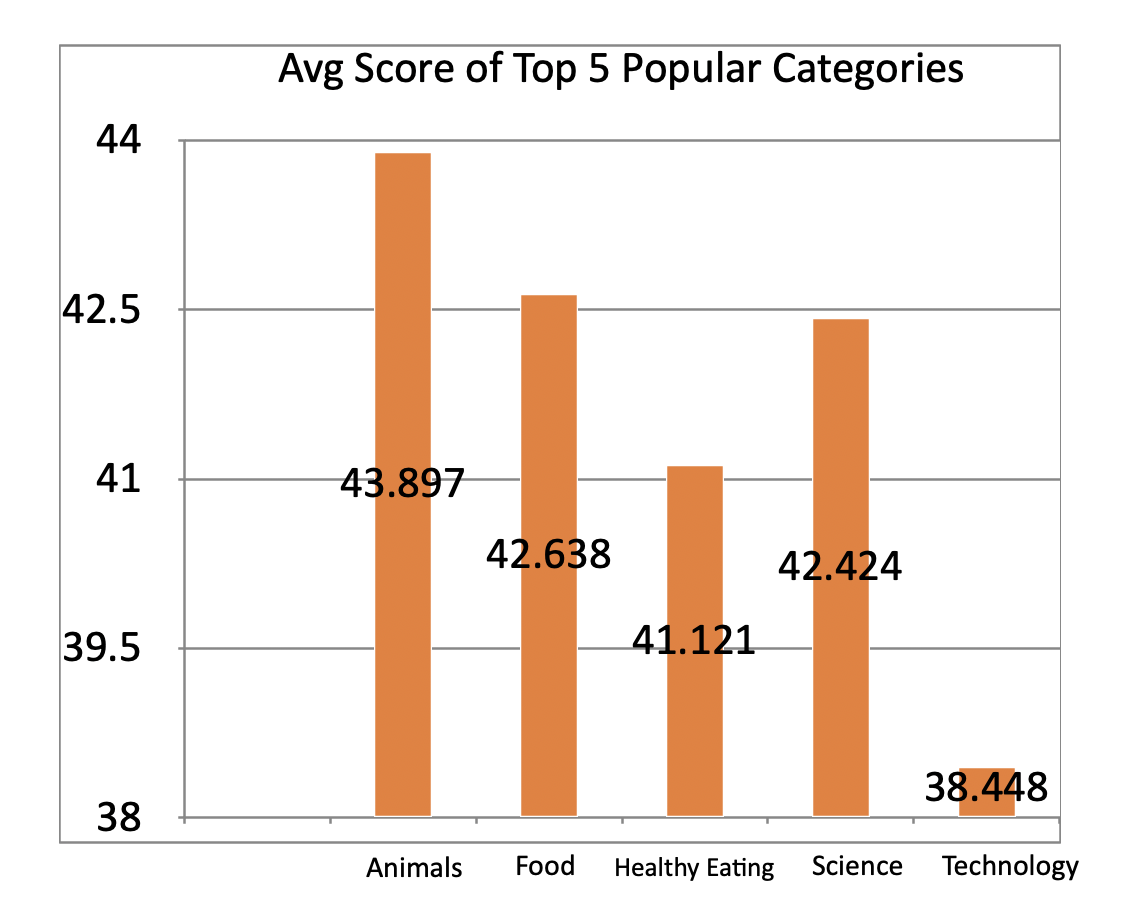 Avg Score of Top 5 Popular Categories
44
42.5
41
39.5
38
43.897
42.638
41.121
42.424
38.448
Animals
Food
Healthy Eating
Science
Technology